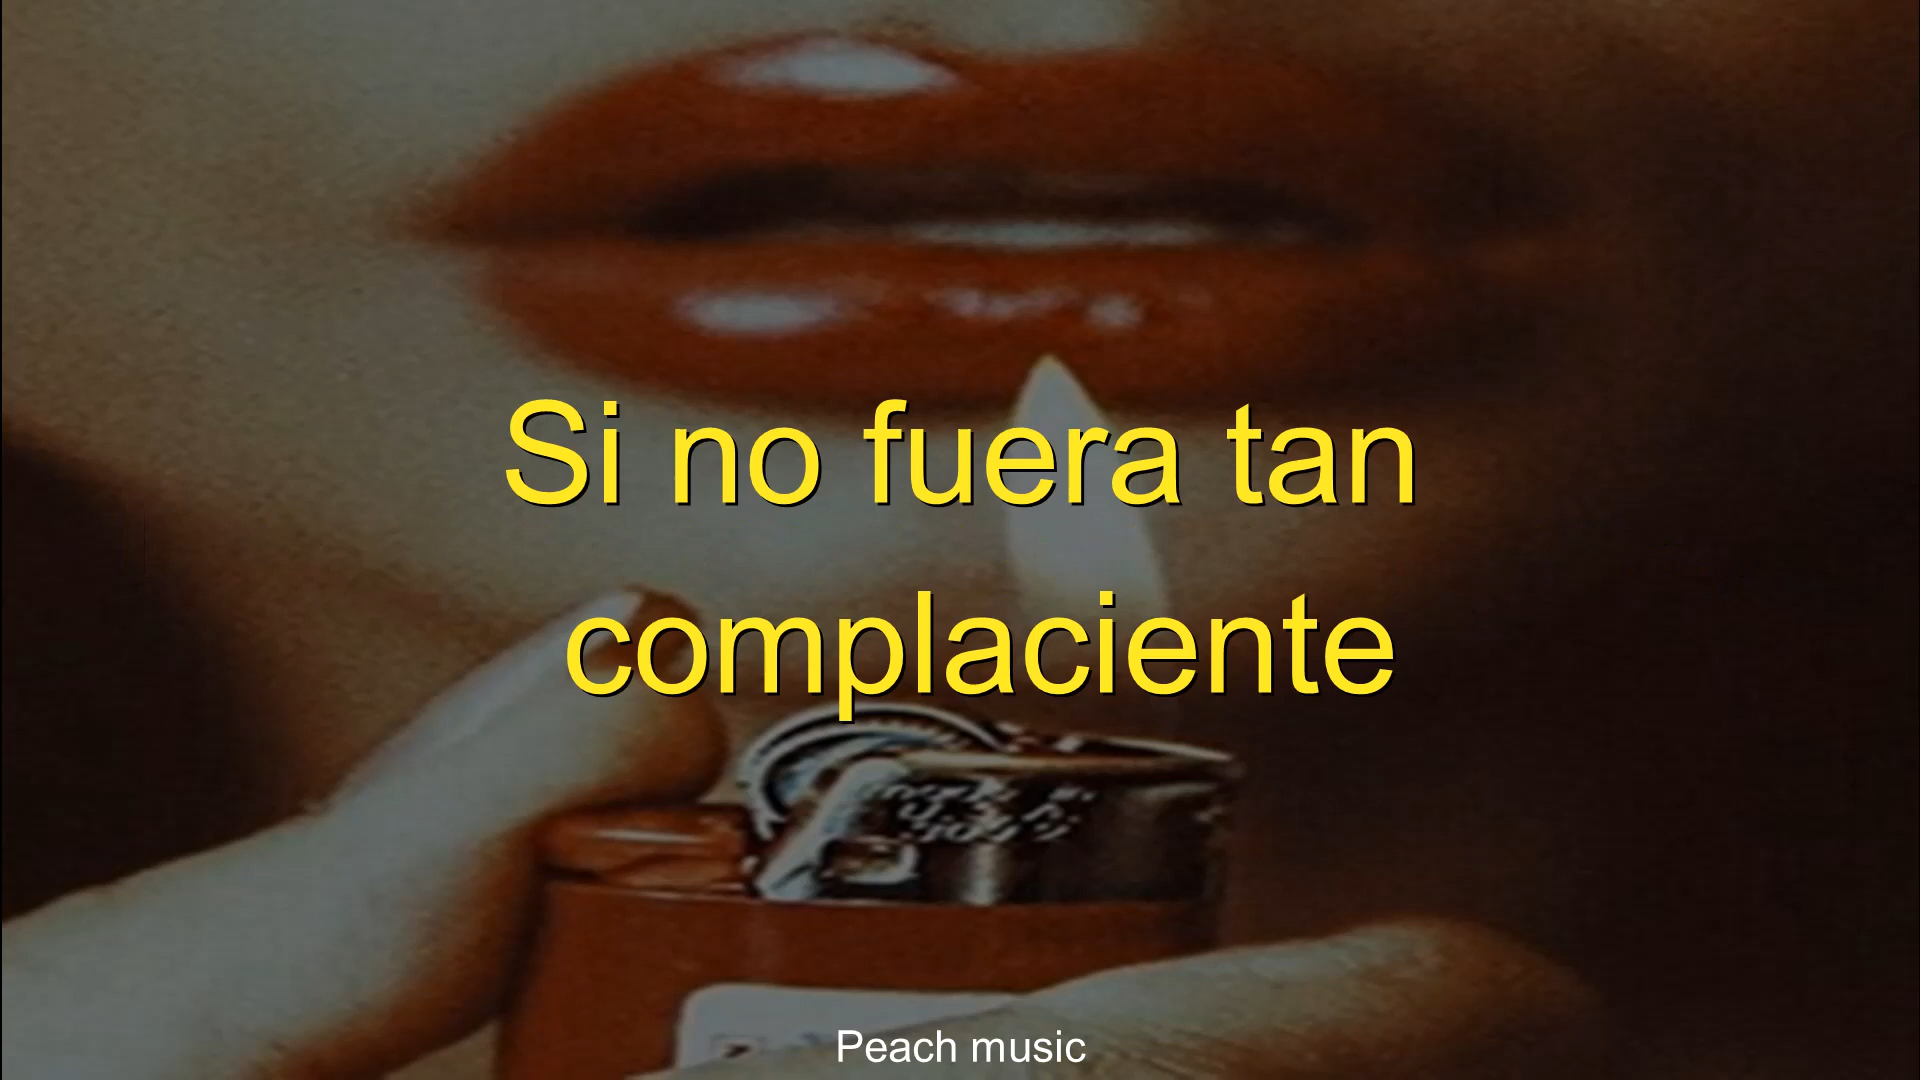 Si no fuera tan
complaciente
Peach music